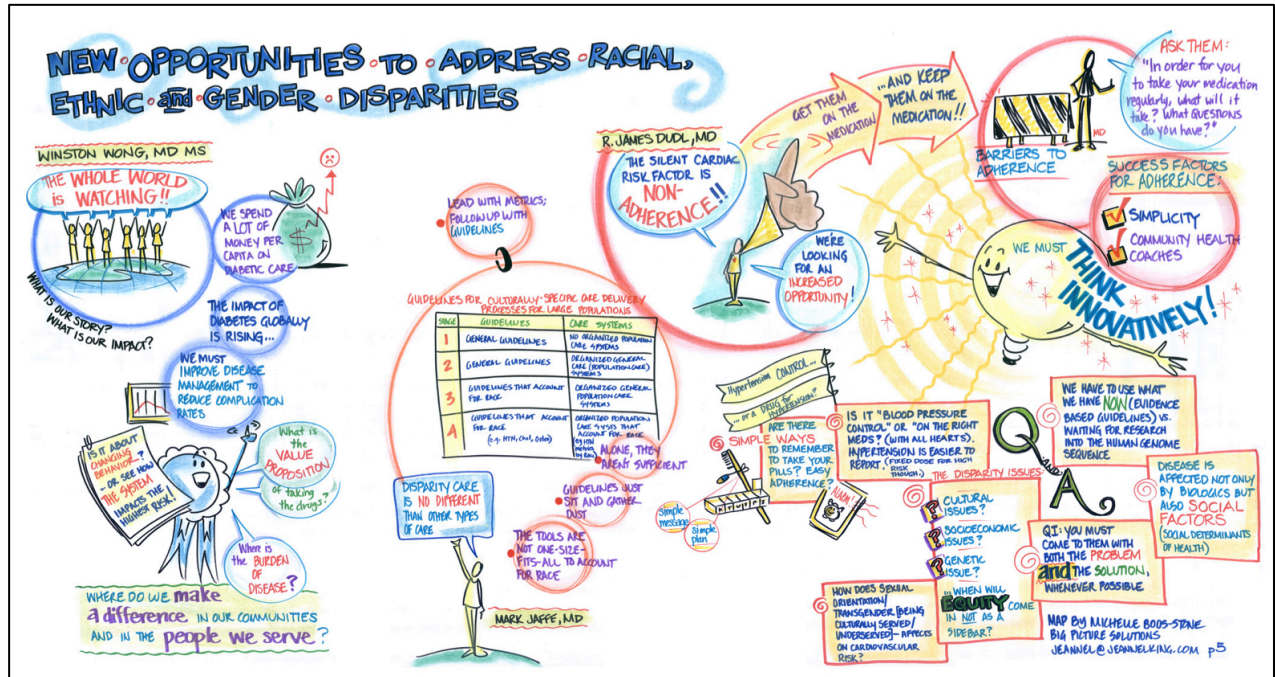 NEW • OPPORTUNITIES • TO • ADDRESS • RACIAL,
ETHNIC • and • GENDER • DISPARITIES
WINSTON WONG, MD MS
THE WHOLE WORLD
is WATCHING!!
WHAT IS OUR STORY?
WHAT IS OUR IMPACT?
WE SPEND
A LOT OF
MONEY PER
CAPITA ON
DIABETIC CARE
$
THE IMPACT OF
DIABETES GLOBALLY
IS RISING...
WE MUST
IMPROVE DISEASE
MANAGEMENT TO
REDUCE COMPLICATION
RATES
IS IT ABOUT
CHANGING
BEHAVIOR..?
- OR SEE HOW
THE SYSTEM
IMPACTS THE
HIGHEST RISK!
What is
the VALUE
PROPOSITION
of taking
the drugs?
Where is
the BURDEN
OF
DISEASE?
WHERE DO WE make
a difference IN OUR COMMUNITIES
AND IN THE people we serve?
LEAD WITH METRICS;
FOLLOW UP WITH
GUIDELINES
GUIDELINES FOR CULTURALLY-SPECIFIC CARE DELIVERY
PROCESSES FOR LARGE POPULATIONS
STAGE GUIDELINES CARE SYSTEMS
1 GENERAL GUIDELINES NO ORGANIZED POPULATION
CARE SYSTEMS
2 GENERAL GUIDELINES ORGANIZED GENERAL
CARE (POPULATION CARE)
SYSTEMS
3 GUIDELINES THAT ACCOUNT
FOR RACE
ORGANIZED GENERAL
POPULATION CARE
SYSTEMS
4 GUIDELINES THAT ACCOUNT
FOR RACE
(e.g. HTN, Chol,
ORGANIZED POPULATION
CARE SYSTS THAT
ACCOUNT FOR RACE
ALONE, THEY
AREN'T SUFFICIENT
GUIDELINES JUST
SIT AND GATHER
DUST
THE TOOLS ARE
NOT ONE-SIZE-
FITS-ALL TO ACCOUNT
FOR RACE
DISPARITY CARE
IS NO DIFFERENT
THAN OTHER TYPES
OF CARE
MARK JAFFE, MD
R. JAMES DUDL, MD
THE SILENT CARDIAC
RISK FACTOR IS
NON-
ADHERENCE!!
WE'RE
LOOKING
FOR AN
INCREASED
OPPORTUNITY!
GET THEM
ON THE
MEDICATION
...AND KEEP
THEM ON THE
MEDICATION!!
MD
BARRIERS TO
ADHERENCE
ASK THEM:
"In order for you
to take your medication
regularly, what will it
take? What QUESTIONS
do you have?"
SUCCESS FACTORS
FOR ADHERENCE:
SIMPLICITY
COMMUNITY HEALTH
COACHES
WE MUST
THINK
INNOVATIVELY!
Hypertension CONTROL...
...or a DRUG for
HYPERTENSION?
ARE THERE
SIMPLE WAYS
TO REMEMBER
TO TAKE YOUR
PILLS? EASY
ADHERENCE?
Simple
message
Simple
plan
IS IT "BLOOD PRESSURE
CONTROL" OR "ON THE RIGHT
MEDS? (WITH ALL HEARTS).
HYPERTENSION IS EASIER TO
REPORT. (FIXED DOSE FOR HIGH
RISK
THOUGH.)
Q AND A
THE DISPARITY ISSUES:
? CULTURAL
ISSUES?
? SOCIOECONOMIC
ISSUES?
? GENETIC
ISSUE?
...WHEN WILL
EQUITY COME
IN NOT AS A
SIDEBAR?
HOW DOES SEXUAL
ORIENTATION/
TRANSGENDER [BEING
CULTURALLY SERVED/
UNDERSERVED]- AFFECTS
ON CARDIOVASCULAR
RISK?
WE HAVE TO USE WHAT
WE HAVE NOW (EVIDENCE
BASED GUIDELINES) VS.
WAITING FOR RESEARCH
INTO THE HUMAN GENOME
SEQUENCE.
DISEASE IS
AFFECTED NOT ONLY
BY BIOLOGICS BUT
ALSO SOCIAL
FACTORS
(SOCIAL DETERMINANTS
OF HEALTH)
QI: YOU MUST
COME TO THEM WITH
BOTH THE PROBLEM
and THE SOLUTION,
WHENEVER POSSIBLE.
MAP BY MICHELLE BOOS-STONE
BIG PICTURE SOLUTIONS
JEANNEL@JEANNELKING.COM p5